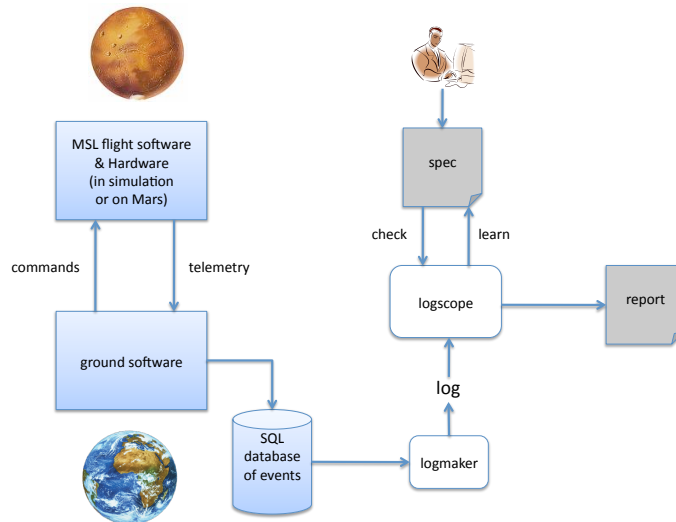 MSL flight software
& Hardware
(in simulation
or on Mars)
commands
telemetry
ground software
SQL
database
of events
logmaker
log
logscope
check
learn
spec
report